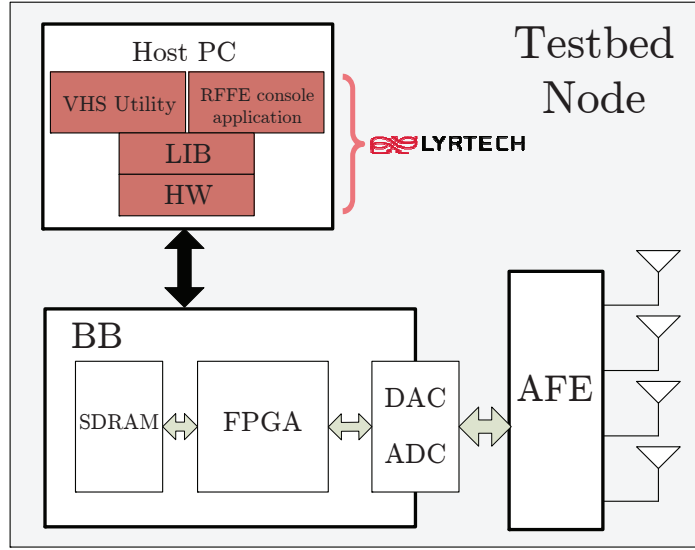 Testbed
Node
Host PC
VHS Utility
RFFE console
application
LIB
HW
LYRTECH
BB
SDRAM
FPGA
DAC
ADC
AFE